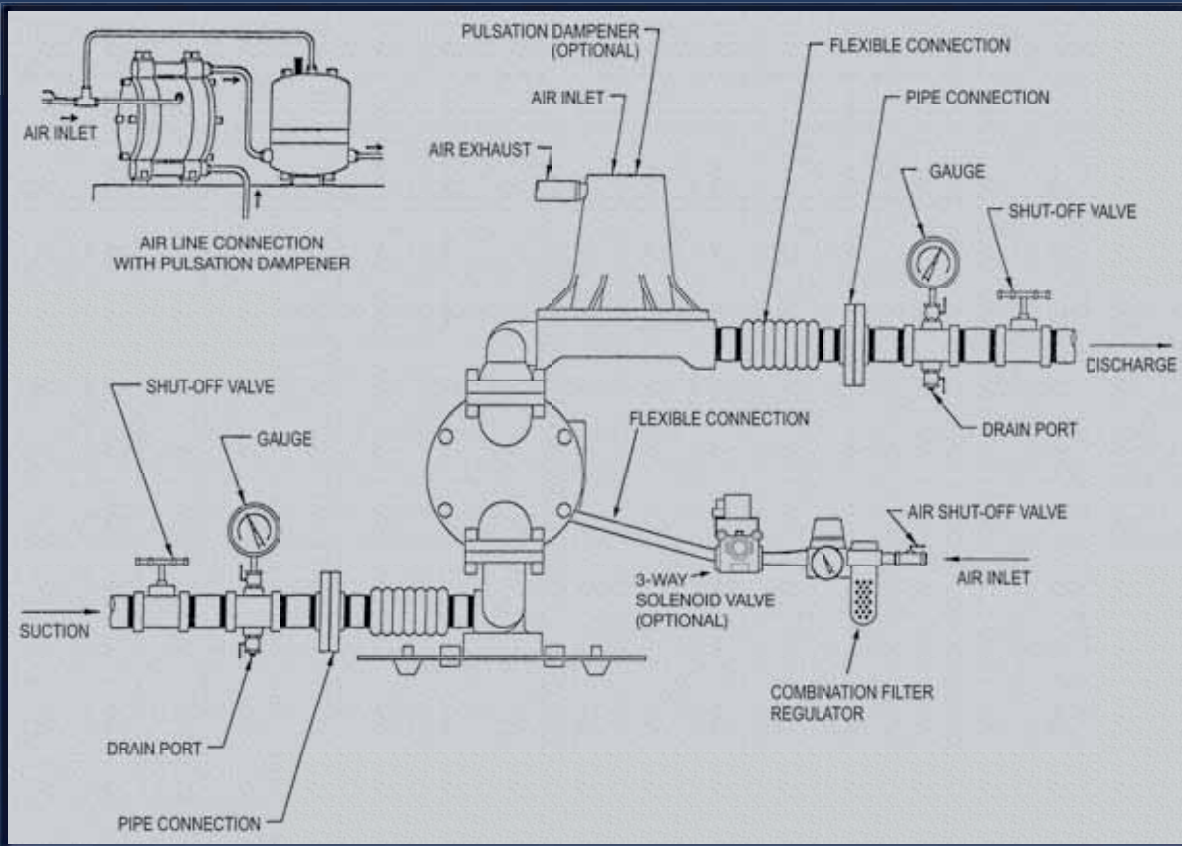 PULSATION DAMPENER
(OPTIONAL)
FLEXIBLE CONNECTION
AIR INLET
PIPE CONNECTION
AIR EXHAUST
GAUGE
SHUT-OFF VALVE
AIR INLET
AIR LINE CONNECTION
WITH PULSATION DAMPENER
DISCHARGE
SHUT-OFF VALVE
GAUGE
FLEXIBLE CONNECTION
DRAIN PORT
AIR SHUT-OFF VALVE
AIR INLET
3-WAY
SOLENOID VALVE
(OPTIONAL)
SUCTION
COMBINATION FILTER
REGULATOR
DRAIN PORT
PIPE CONNECTION